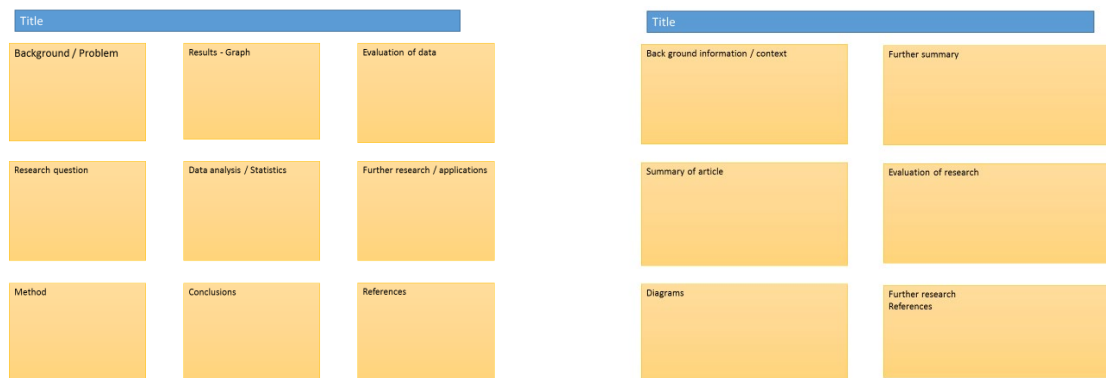 Title
Background / Problem
Research question
Method
Results - Graph
Data analysis / Statistics
Conclusions
Evaluation of data
Further research / applications
References
Title
Back ground information / context
Summary of article
Diagrams
Further summary
Evaluation of research
Further research
References